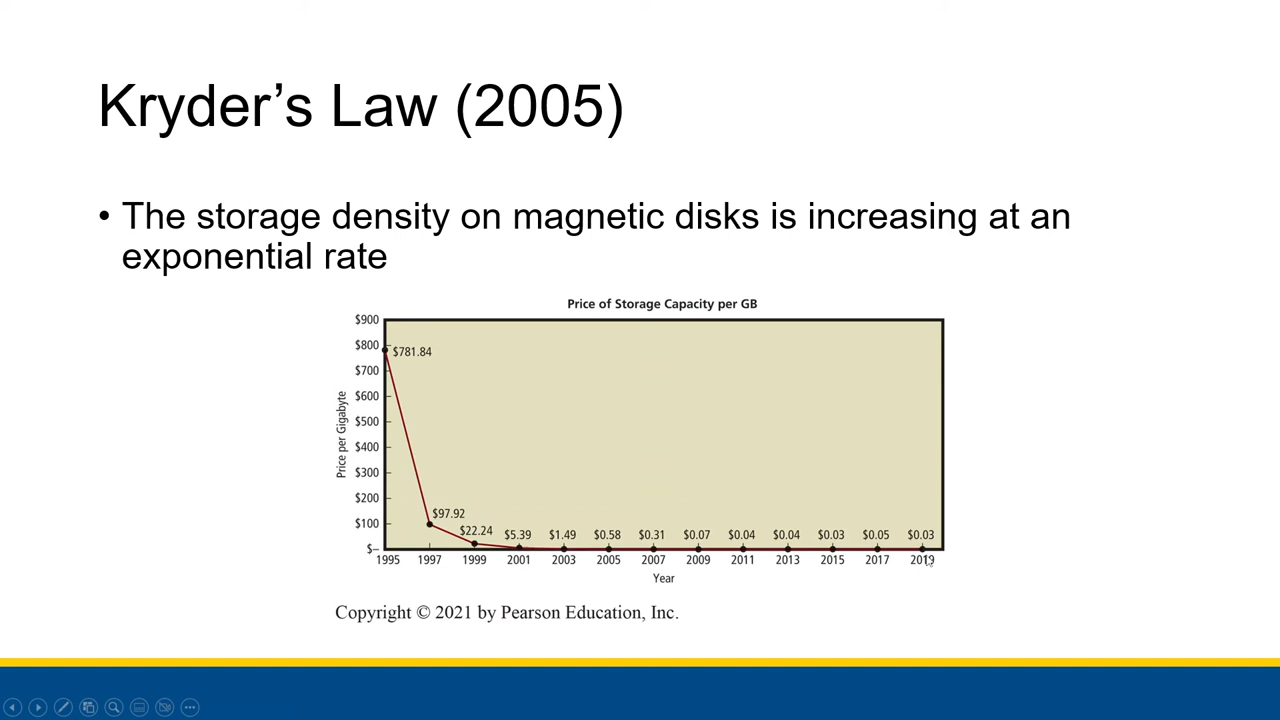 Kryder’s Law (2005)
• The storage density on magnetic disks is increasing at an
exponential rate
Price of Storage Capacity per GB
Price per Gigabyte
$900
$800
$700
$600
$500
$400
$300
$200
$100
$–
$781.84
$97.92
$22.24
$5.39
$1.49
$0.58
$0.31
$0.07
$0.04
$0.04
$0.03
$0.05
$0.03
1995 1997 1999 2001 2003 2005 2007 2009 2011 2013 2015 2017 2019
Year
Copyright © 2021 by Pearson Education, Inc.